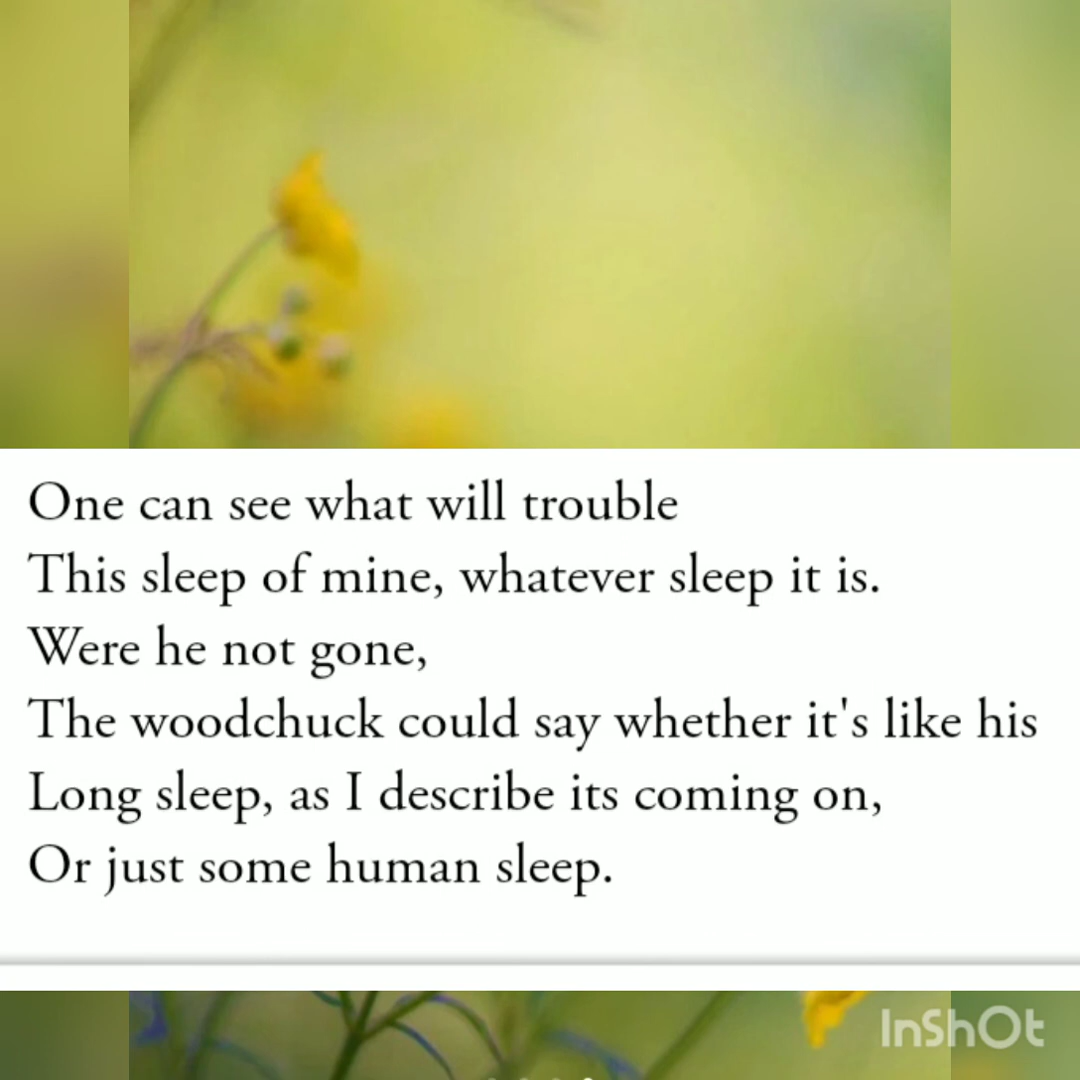 One can see what will trouble
This sleep of mine, whatever sleep it is.
Were he not gone,
The woodchuck could say whether it's like his
Long sleep, as I describe its coming on,
Or just some human sleep.
InShOt